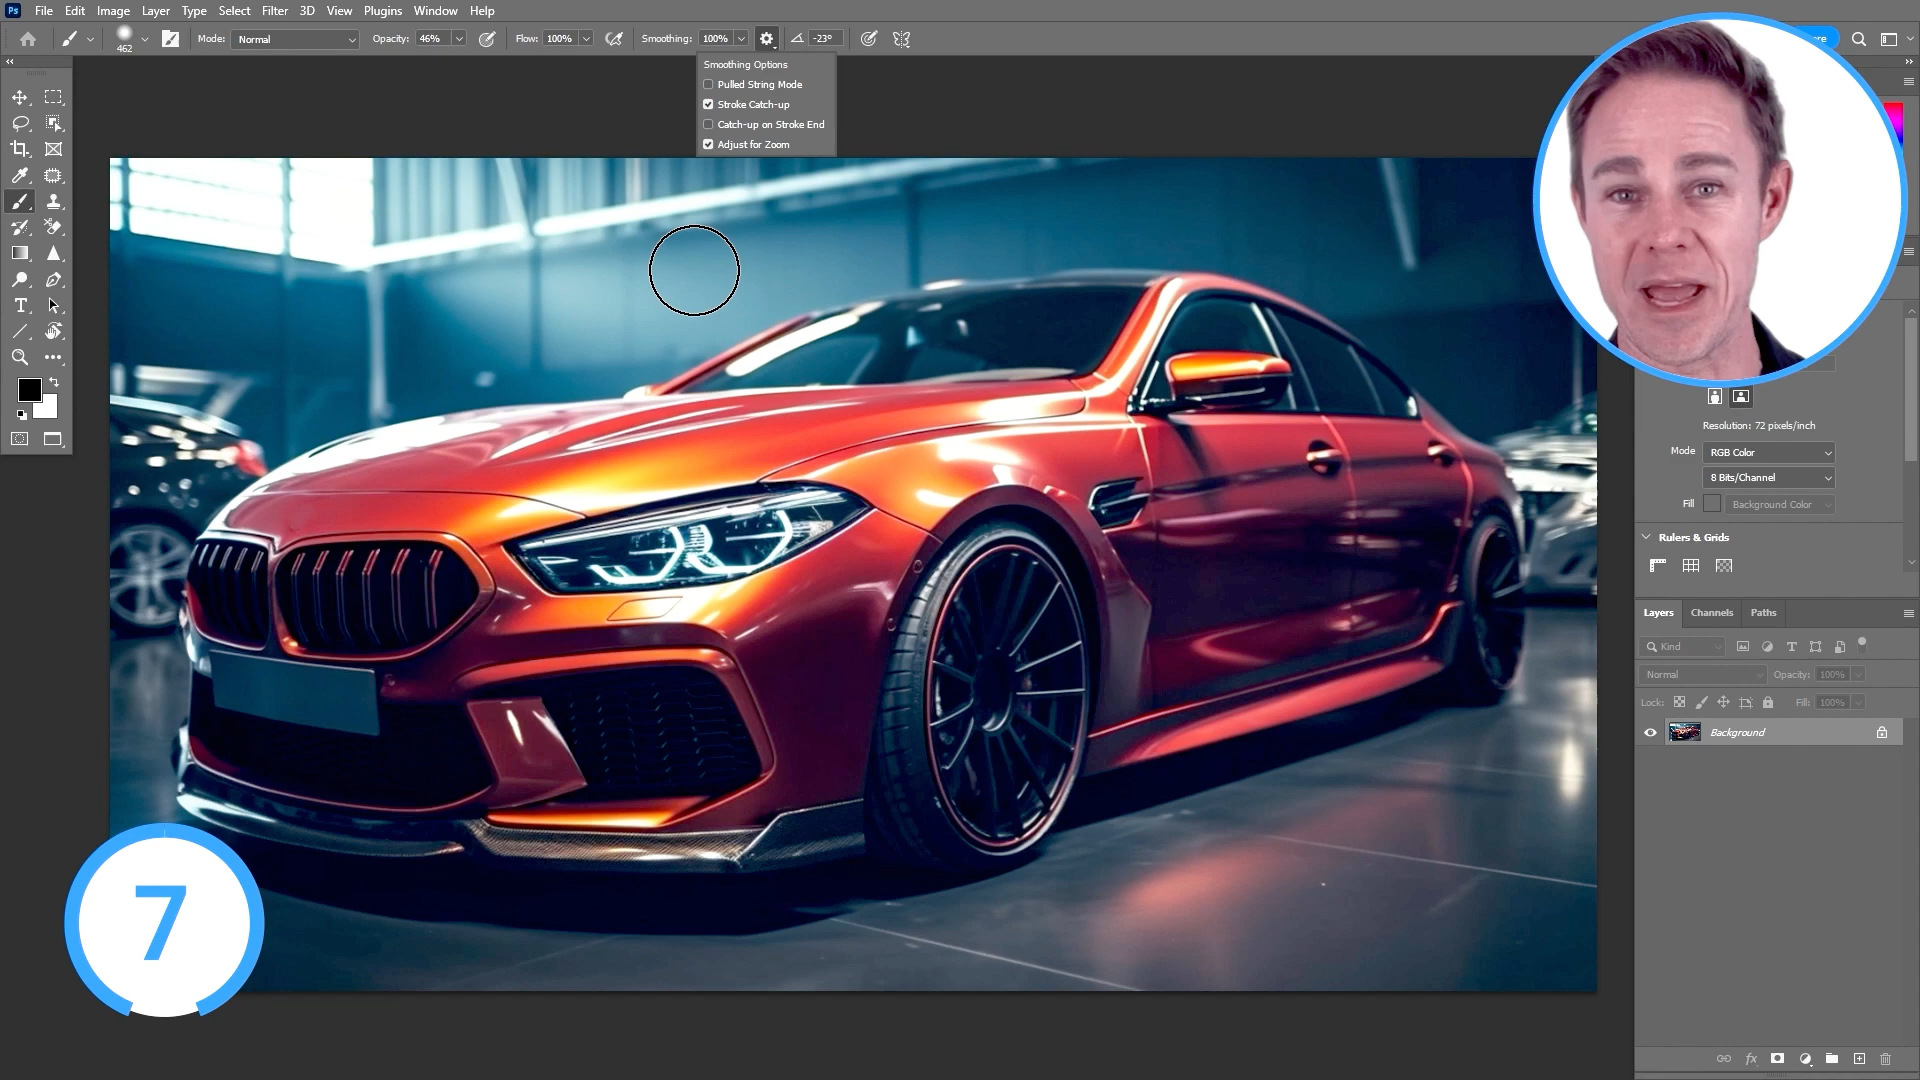 Ps File Edit Image Layer Type Select Filter 3D View Plugins Window Help
462 Mode: Normal Opacity: 46% Flow: 100% Smoothing: 100% -23°
Smoothing Options
Pulled String Mode
Stroke Catch-up
Catch-up on Stroke End
Adjust for Zoom
Resolution: 72 pixels/inch
Mode RGB Color
8 Bits/Channel
Fill Background Color
Rulers & Grids
Layers Channels Paths
Kind
Normal Opacity: 100%
Lock: Fill: 100%
Background
fx
7